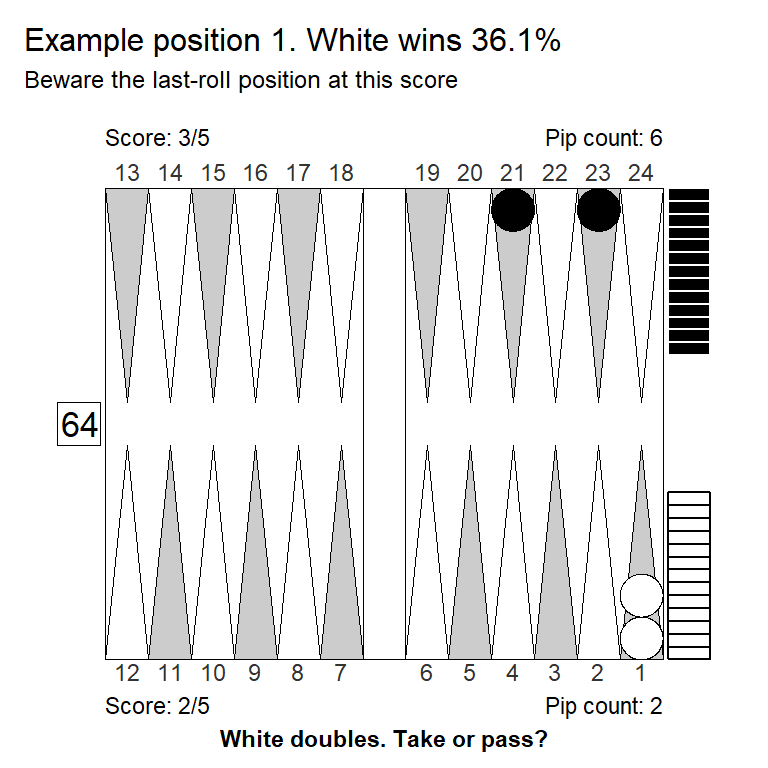 Example position 1. White wins 36.1%
Beware the last-roll position at this score
Score: 3/5 Pip count: 6
13 14 15 16 17 18 19 20 21 22 23 24
64
12 11 10 9 8 7 6 5 4 3 2 1
Score: 2/5 Pip count: 2
White doubles. Take or pass?